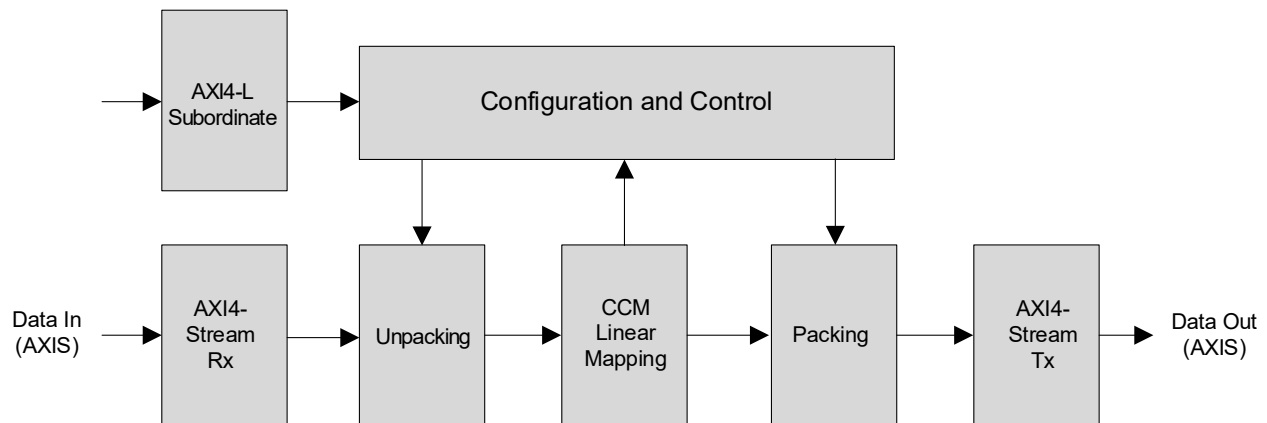 AXI4-L
Subordinate
Configuration and Control
Data In
(AXIS)
AXI4-
Stream
Rx
Unpacking
CCM
Linear
Mapping
Packing
AXI4-
Stream
Tx
Data Out
(AXIS)